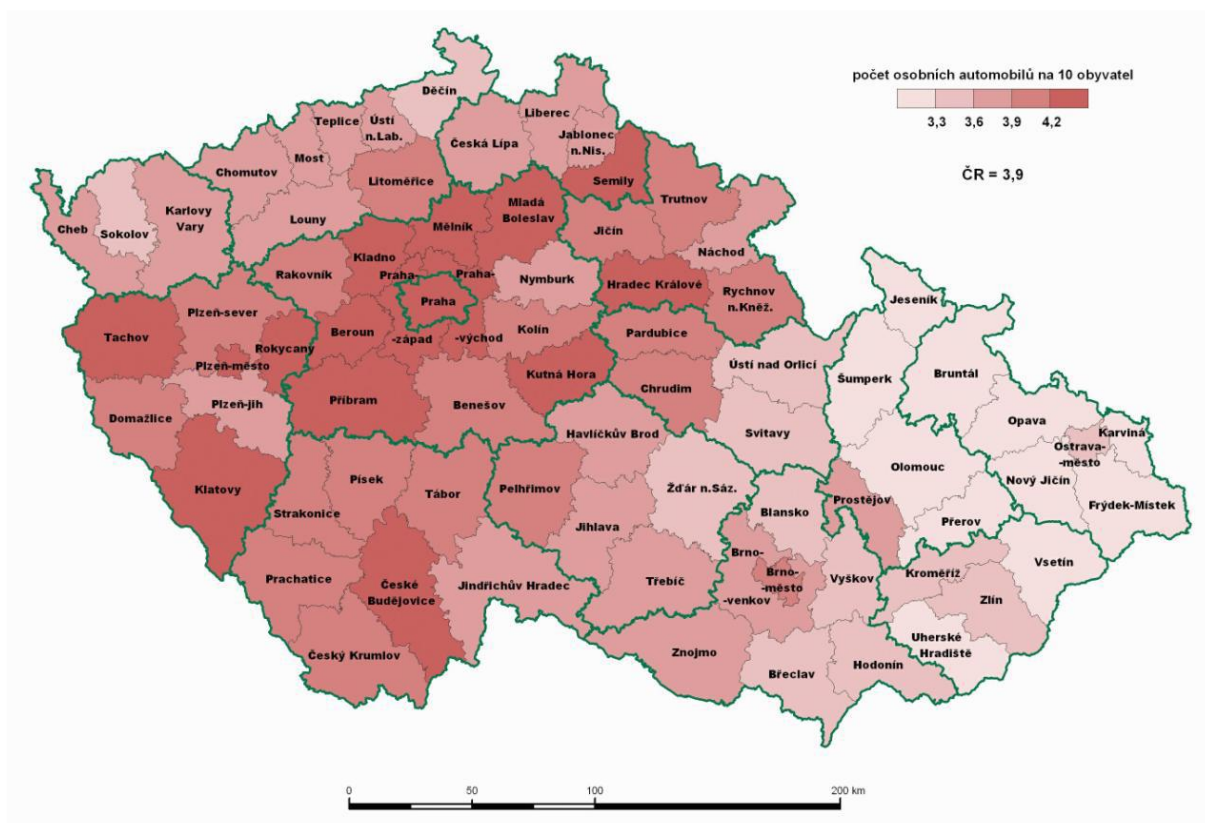 počet osobních automobilů na 10 obyvatel
3,3 3,6 3,9 4,2
ČR = 3,9
Děčín
Teplice
Ústí
n.Lab.
Liberec
Česká Lípa
Jablonec
n.Nis.
Most
Chomutov
Litoměřice
Semily
Trutnov
Louny
Karlovy
Vary
Cheb
Sokolov
Mělník
Mladá
Boleslav
Jičín
Náchod
Rakovník
Kladno
Praha-
Praha-
Nymburk
Hradec Králové
Rychnov
n.Kněž.
Praha
Tachov
Plzeň-sever
Rokycany
Beroun
-západ
-východ
Kolín
Pardubice
Jeseník
Plzeň-město
Ústí nad Orlicí
Šumperk
Bruntál
Kutná Hora
Chrudim
Plzeň-jih
Příbram
Benešov
Domažlice
Havlíčkův Brod
Svitavy
Opava
Karviná
Ostrava-
-město
Olomouc
Nový Jičín
Frýdek-Místek
Klatovy
Písek
Tábor
Pelhřimov
Žďár n.Sáz.
Prostějov
Strakonice
Blansko
Přerov
Jihlava
Brno-
Brno-
-město
-venkov
Vyškov
Kroměříž
Vsetín
Prachatice
České
Budějovice
Jindřichův Hradec
Třebíč
Zlín
Uherské
Hradiště
Český Krumlov
Znojmo
Břeclav
Hodonín
0 50 100 200 km